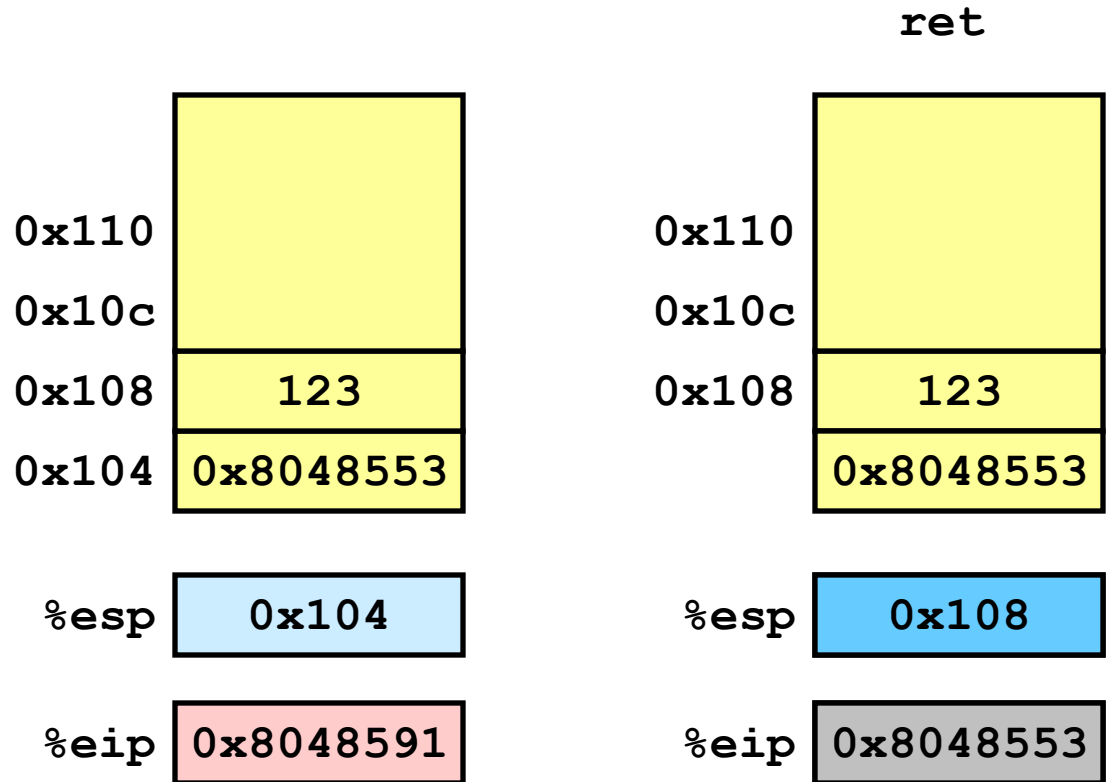 ret
0x110 0x110
0x10c 0x10c
0x108 123 0x108 123
0x104 0x8048553 0x8048553
%esp 0x104 %esp 0x108
%eip 0x8048591 %eip 0x8048553